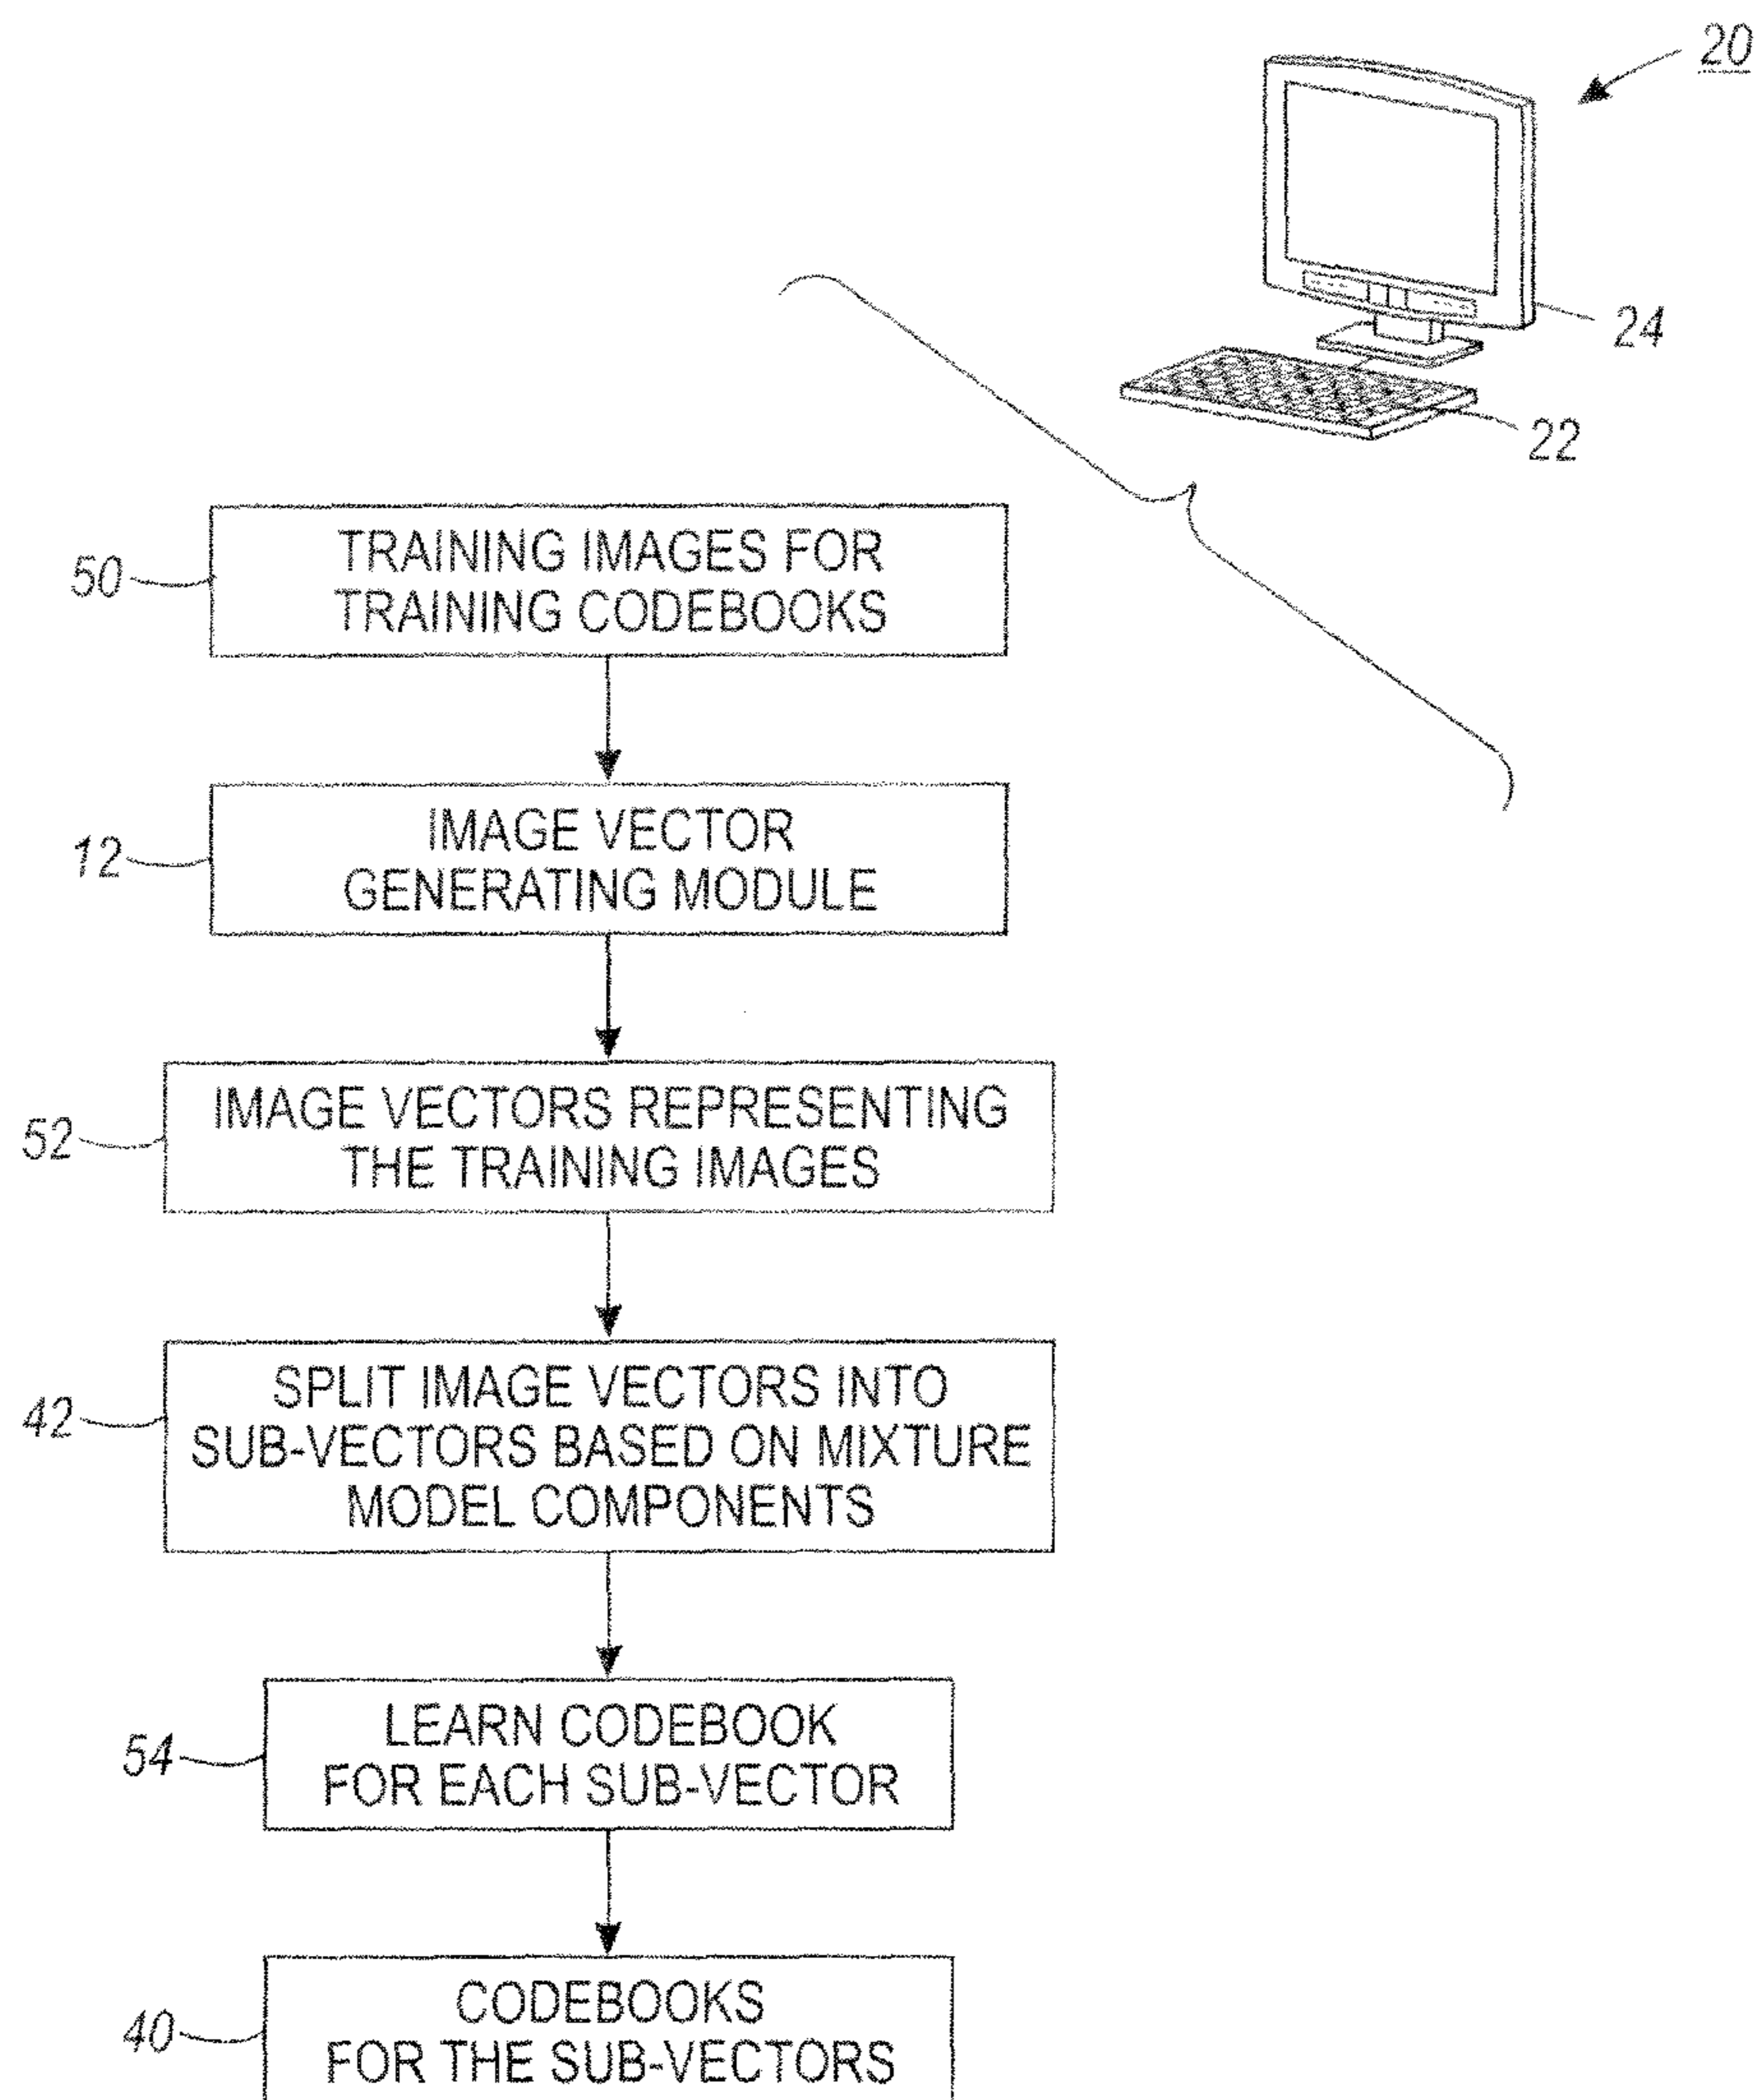 20
24
22
50
TRAINING IMAGES FOR
TRAINING CODEBOOKS
12
IMAGE VECTOR
GENERATING MODULE
52
IMAGE VECTORS REPRESENTING
THE TRAINING IMAGES
42
SPLIT IMAGE VECTORS INTO
SUB-VECTORS BASED ON MIXTURE
MODEL COMPONENTS
54
LEARN CODEBOOK
FOR EACH SUB-VECTOR
40
CODEBOOKS
FOR THE SUB-VECTORS